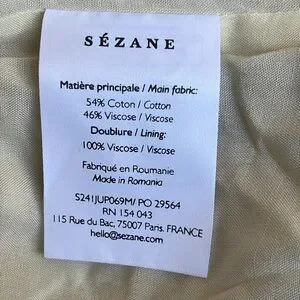 SÉZANE
Matière principale / Main fabric:
54% Coton / Cotton
46% Viscose / Viscose
Doublure / Lining:
100% Viscose / Viscose
Fabriqué en Roumanie
Made in Romania
S241JUP069M/ PO 29564
RN 154 043
115 Rue du Bac, 75007 Paris. FRANCE
hello@sezane.com